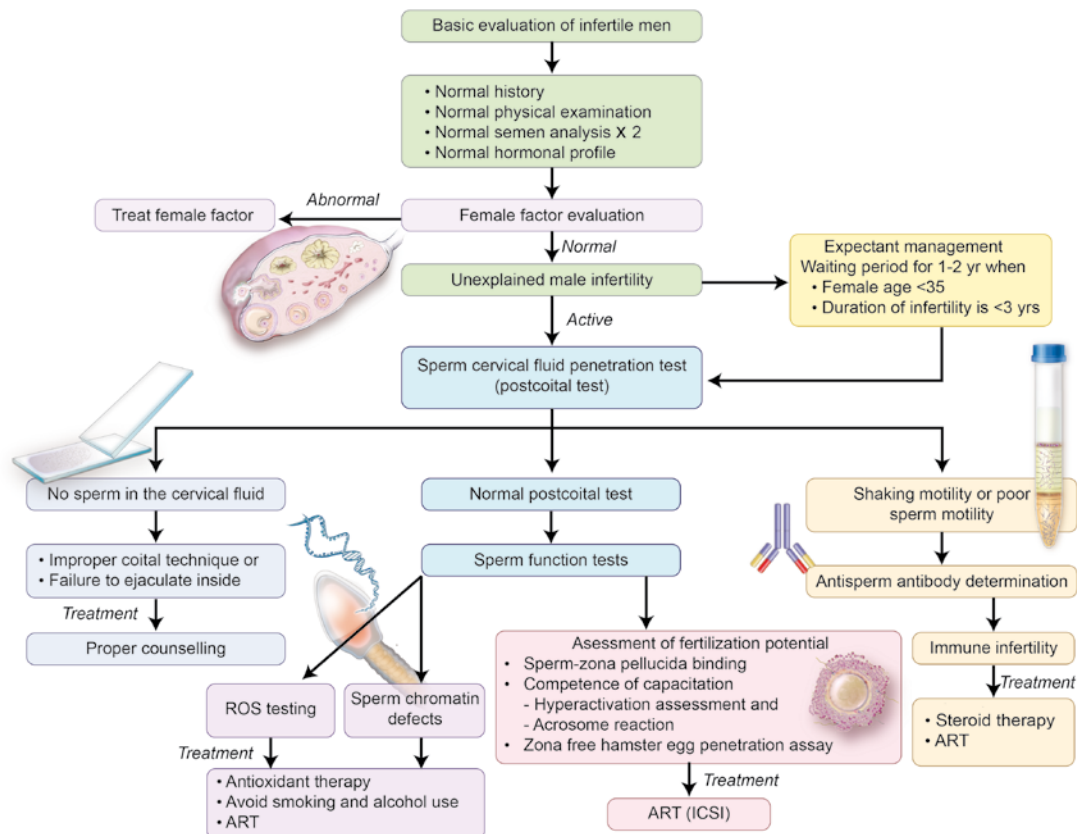 Basic evaluation of infertile men
• Normal history
• Normal physical examination
• Normal semen analysis X 2
• Normal hormonal profile
Abnormal
Treat female factor
Female factor evaluation
Normal
Unexplained male infertility
Expectant management
Waiting period for 1-2 yr when
• Female age <35
• Duration of infertility is <3 yrs
Active
Sperm cervical fluid penetration test
(postcoital test)
No sperm in the cervical fluid
• Improper coital technique or
• Failure to ejaculate inside
Treatment
Proper counselling
Normal postcoital test
Sperm function tests
ROS testing
Sperm chromatin
defects
Treatment
• Antioxidant therapy
• Avoid smoking and alcohol use
• ART
Asessment of fertilization potential
• Sperm-zona pellucida binding
• Competence of capacitation
- Hyperactivation assessment and
- Acrosome reaction
• Zona free hamster egg penetration assay
Treatment
ART (ICSI)
Shaking motility or poor
sperm motility
Antisperm antibody determination
Immune infertility
Treatment
• Steroid therapy
• ART